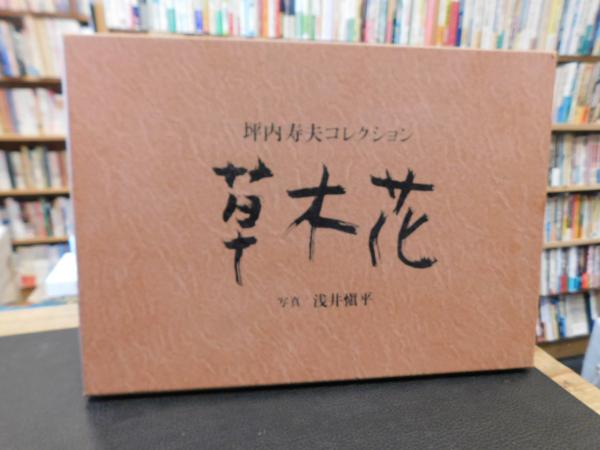 坪内寿夫コレクション
草木花
写真 浅井愼平